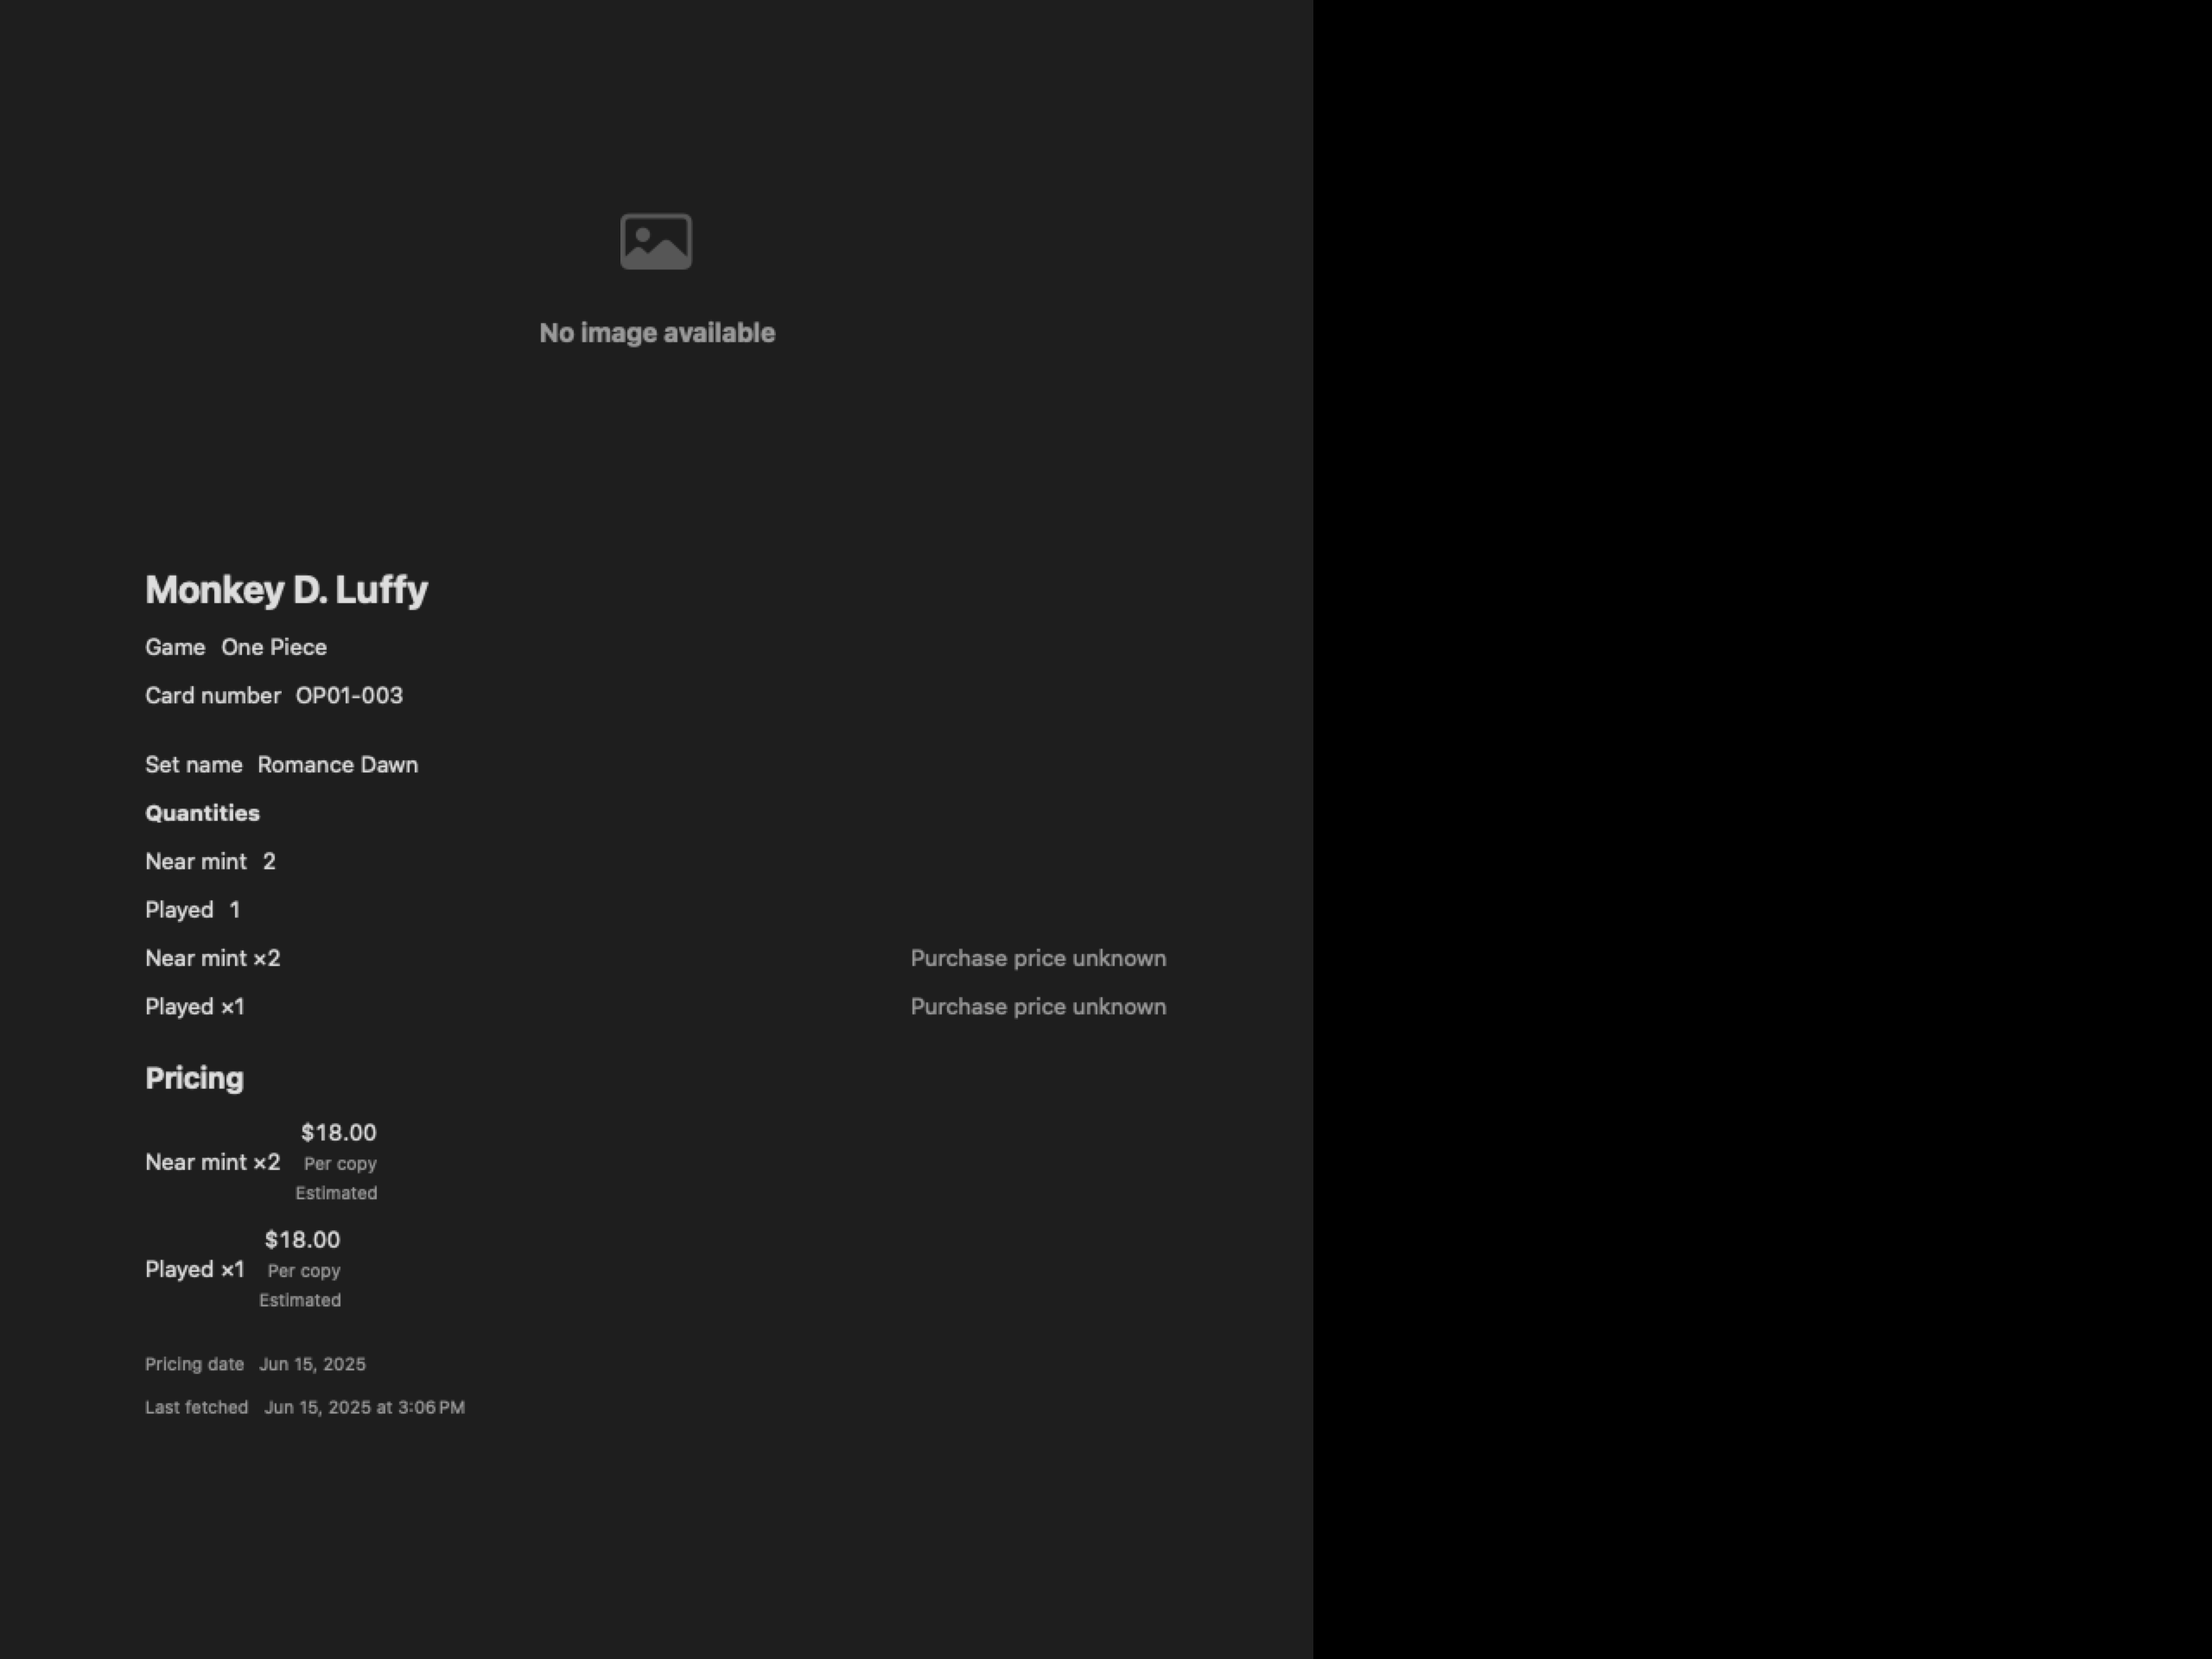 No image available
Monkey D. Luffy
Game One Piece
Card number OP01-003
Set name Romance Dawn
Quantities
Near mint 2
Played 1
Near mint ×2 Purchase price unknown
Played ×1 Purchase price unknown
Pricing
$18.00
Near mint ×2 Per copy
Estimated
$18.00
Played ×1 Per copy
Estimated
Pricing date Jun 15, 2025
Last fetched Jun 15, 2025 at 3:06 PM